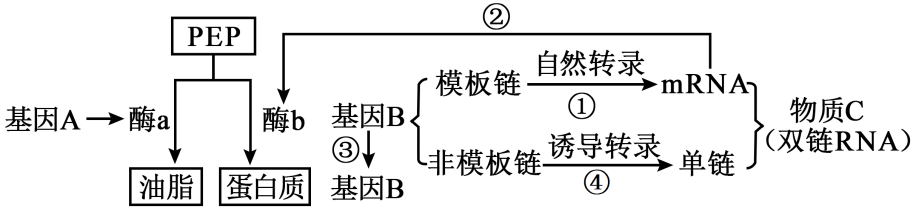 ②
PEP
自然转录
模板链
mRNA
①
基因A
酶a
酶b
基因B
物质C
(双链RNA)
③
诱导转录
非模板链
单链
④
油脂
蛋白质
基因B